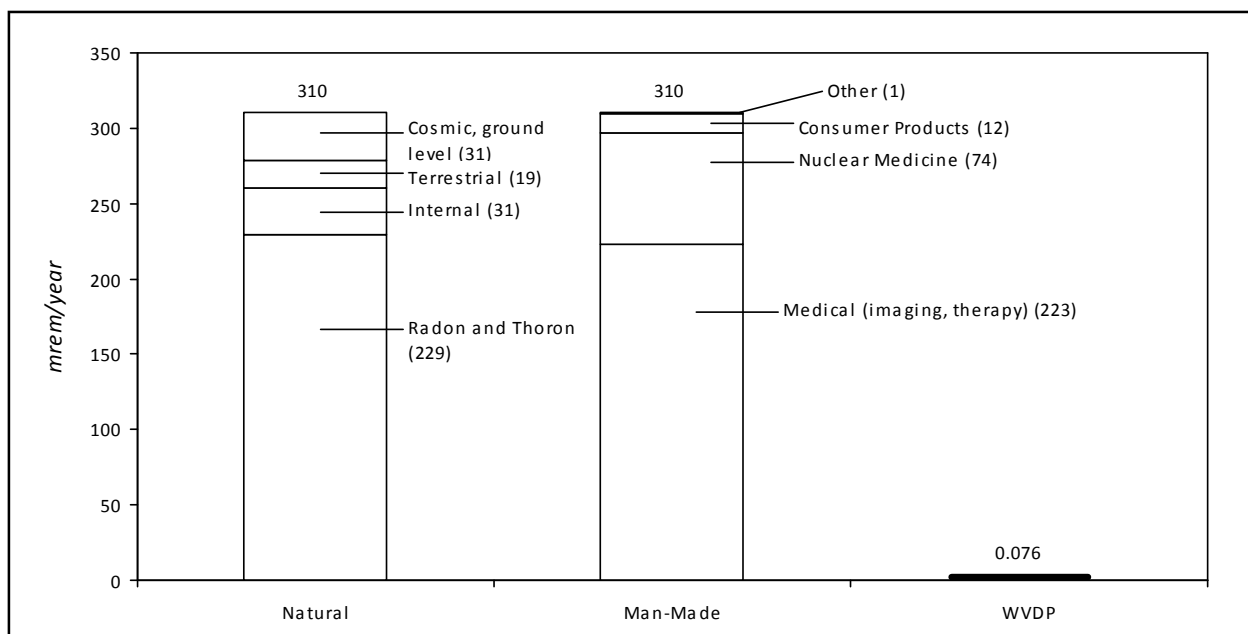 350
300
250
200
150
100
50
0
mrem/year
310
Cosmic, ground
level (31)
Terrestrial (19)
Internal (31)
Radon and Thoron
(229)
310
Other (1)
Consumer Products (12)
Nuclear Medicine (74)
Medical (imaging, therapy) (223)
0.076
Natural
Man-Made
WVDP